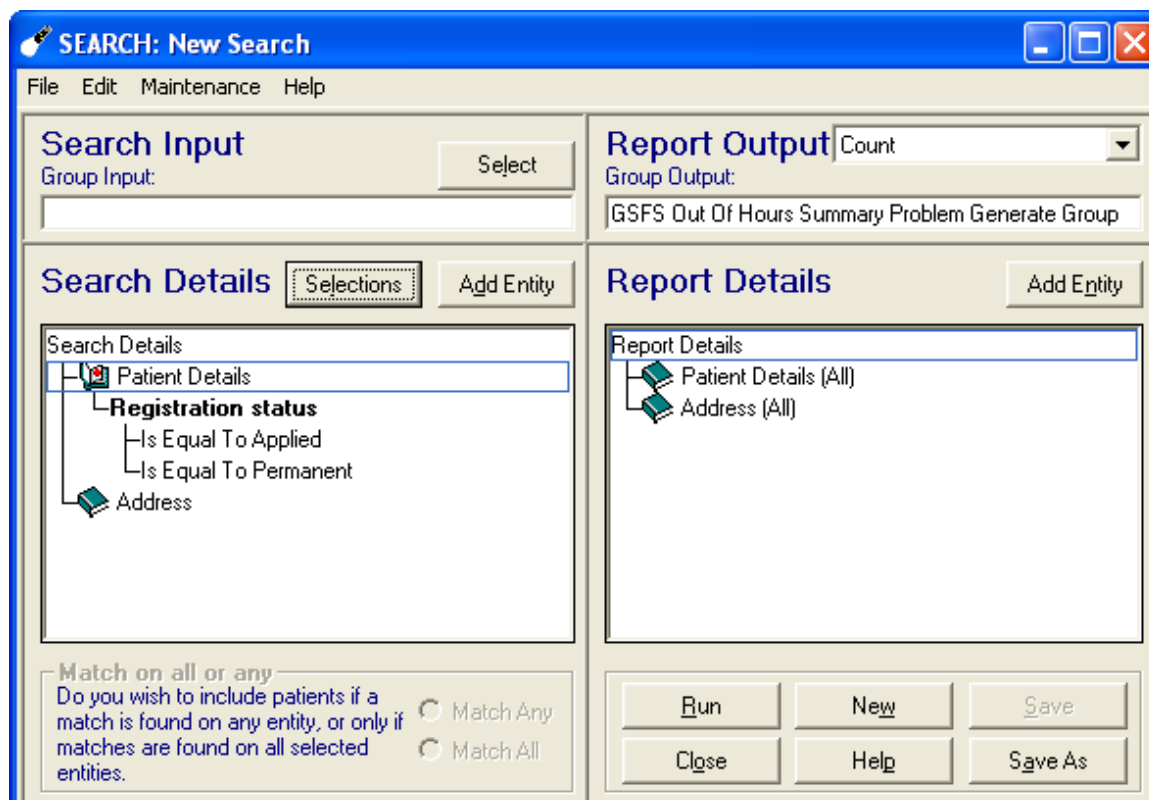 SEARCH: New Search
File Edit Maintenance Help
Search Input
Group Input:
Select
Report Output
Count
Group Output:
GSFS Out Of Hours Summary Problem Generate Group
Search Details
Selections
Add Entity
Search Details
Patient Details
Registration status
Is Equal To Applied
Is Equal To Permanent
Address
Match on all or any
Do you wish to include patients if a
match is found on any entity, or only if
matches are found on all selected
entities.
Match Any
Match All
Report Details
Add Entity
Report Details
Patient Details (All)
Address (All)
Run
New
Save
Close
Help
Save As